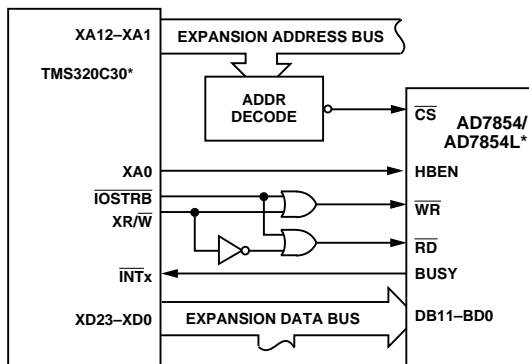 XA12–XA1
EXPANSION ADDRESS BUS
TMS320C30*
ADDR
DECODE
CS
AD7854/
AD7854L*
XA0
HBEN
IOSTRB
WR
XR/W
RD
INTx
BUSY
XD23–XD0
EXPANSION DATA BUS
DB11–BD0